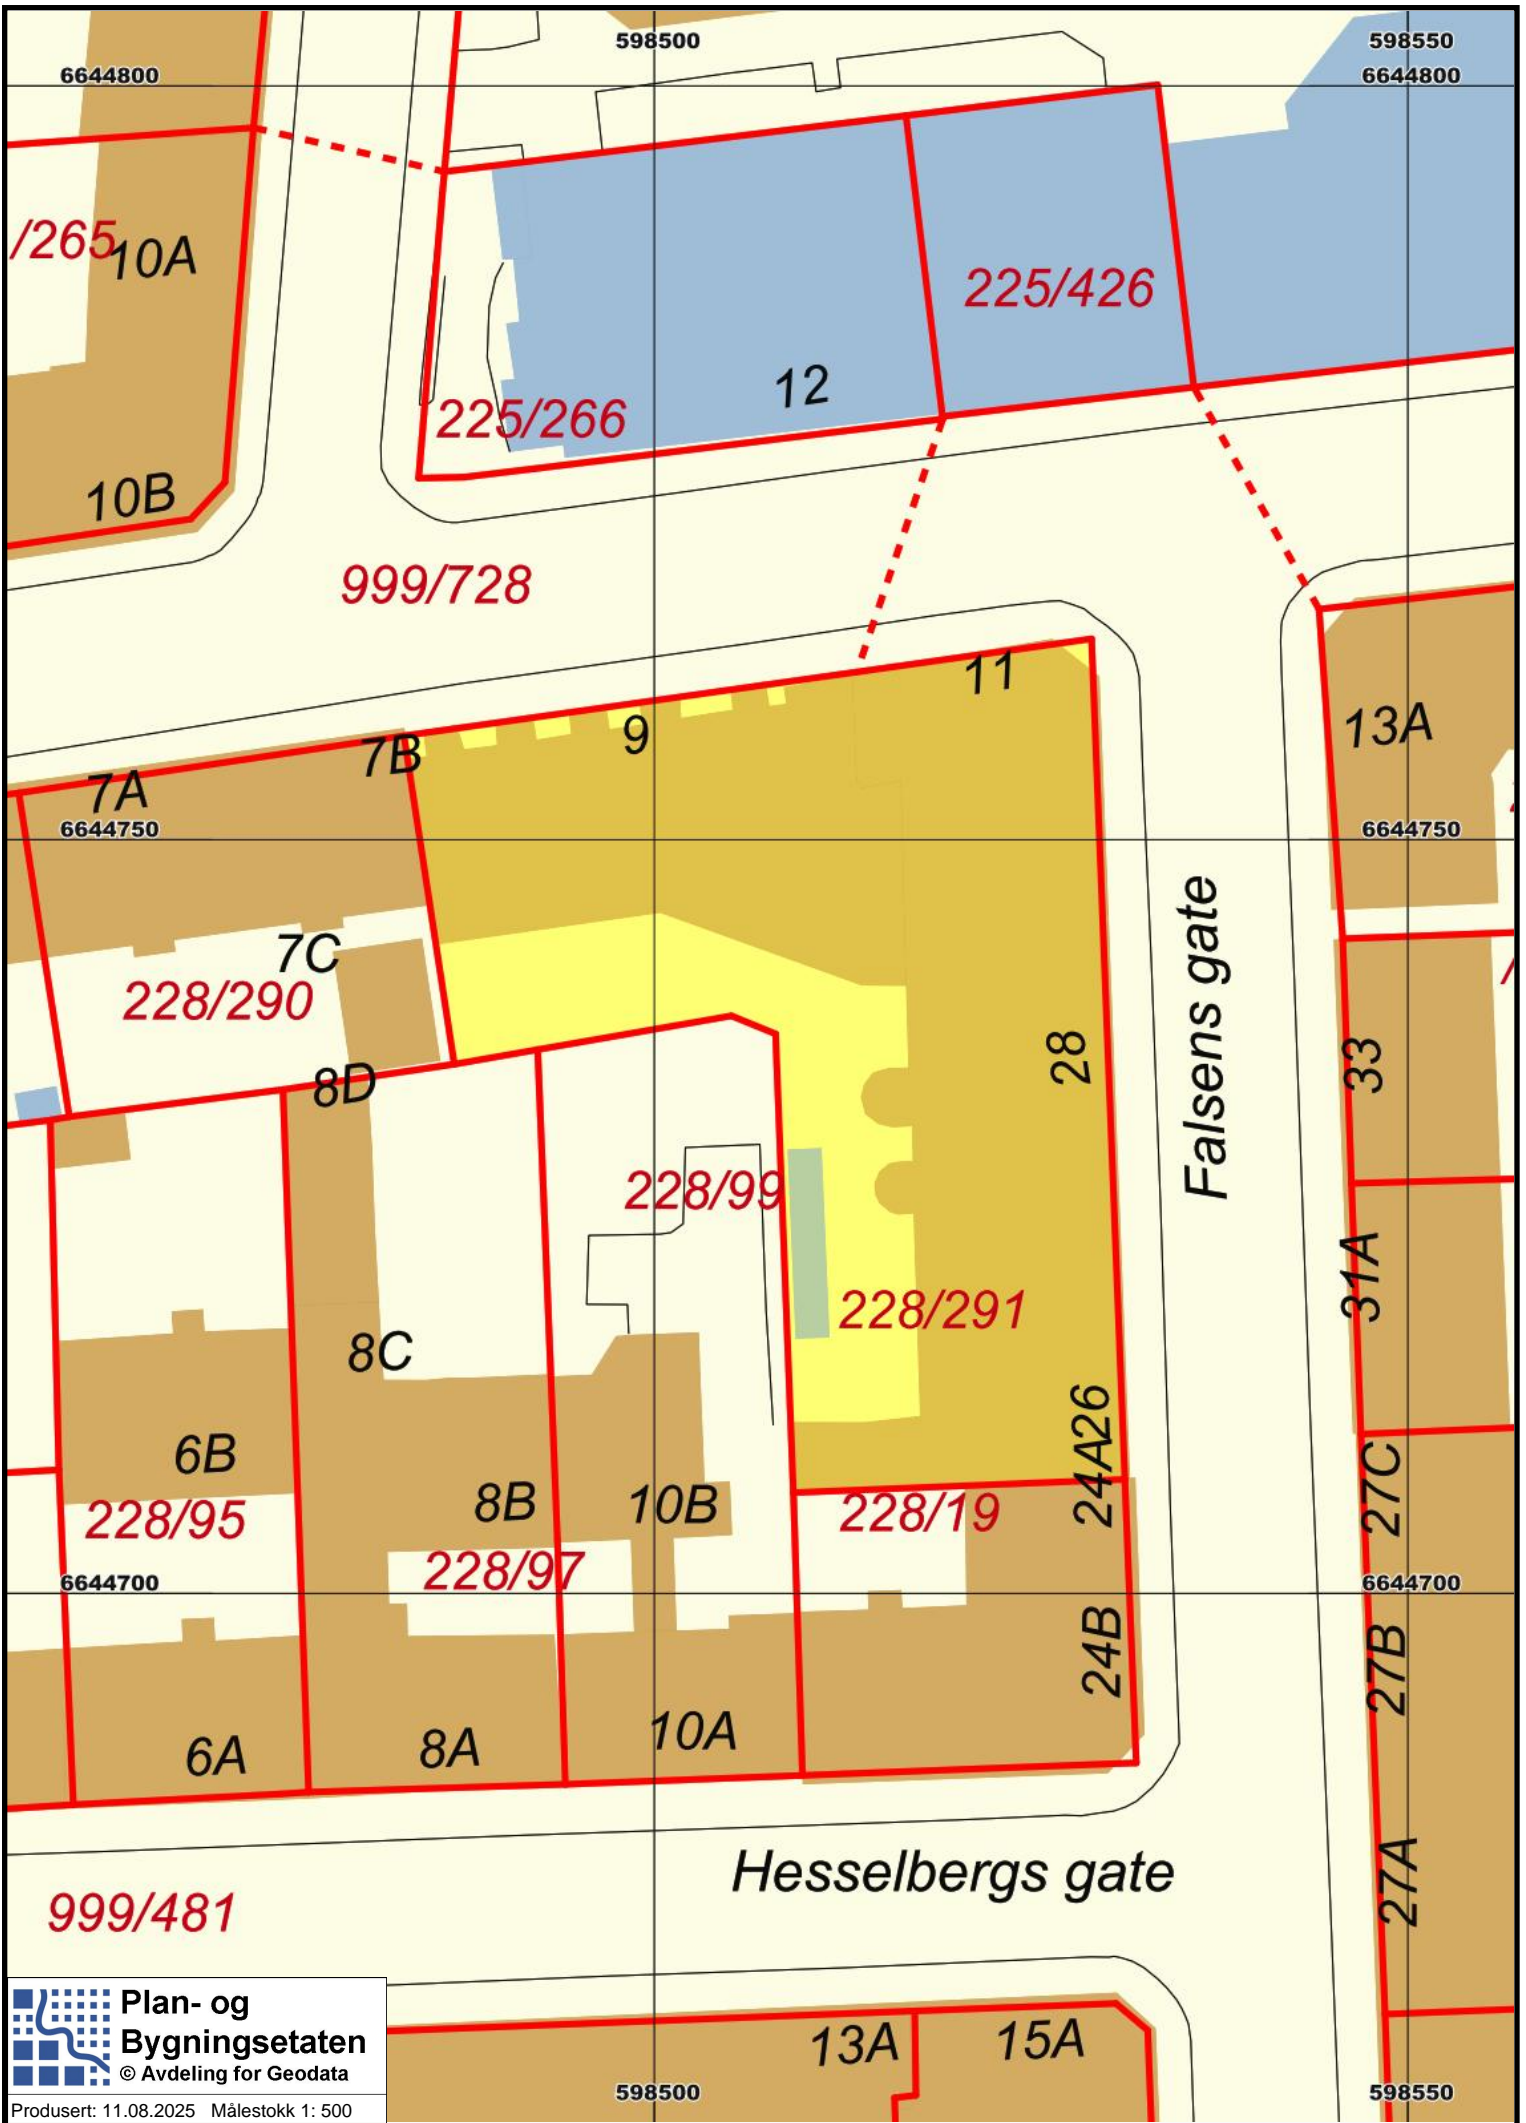 598500
598550
6644800
6644800
/265
10A
225/426
12
225/266
10B
999/728
11
9
7B
7A
13A
6644750
6644750
7C
228/290
8D
28
Falsens gate
33
228/99
31A
228/291
8C
26
24A
6B
27C
228/95
8B
10B
228/19
228/97
6644700
6644700
24B
27B
6A
8A
10A
27A
Hesselbergs gate
999/481
13A
15A
Plan- og
Bygningsetaten
© Avdeling for Geodata
598500
598550
Produsert: 11.08.2025 Målestokk 1: 500